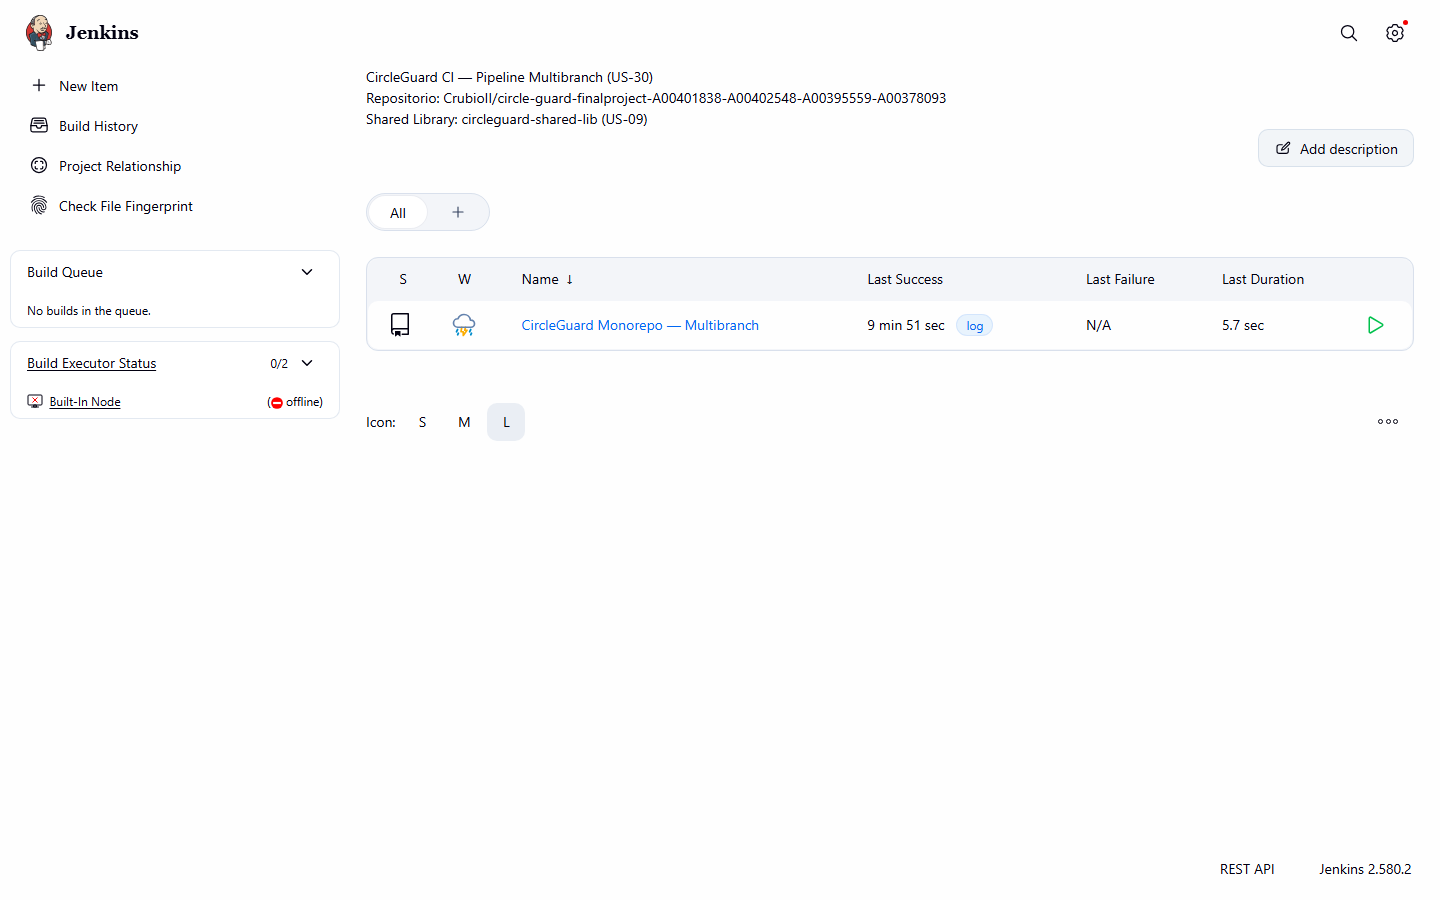 Jenkins
New Item
Build History
Project Relationship
Check File Fingerprint
Build Queue
No builds in the queue.
Build Executor Status 0/2
Built-In Node (offline)
CircleGuard CI — Pipeline Multibranch (US-30)
Repositorio: Crubioll/circle-guard-finalproject-A00401838-A00402548-A00395559-A00378093
Shared Library: circleguard-shared-lib (US-09)
Add description
All
S W Name ↓ Last Success Last Failure Last Duration
CircleGuard Monorepo — Multibranch 9 min 51 sec log N/A 5.7 sec
Icon: S M L
REST API Jenkins 2.580.2